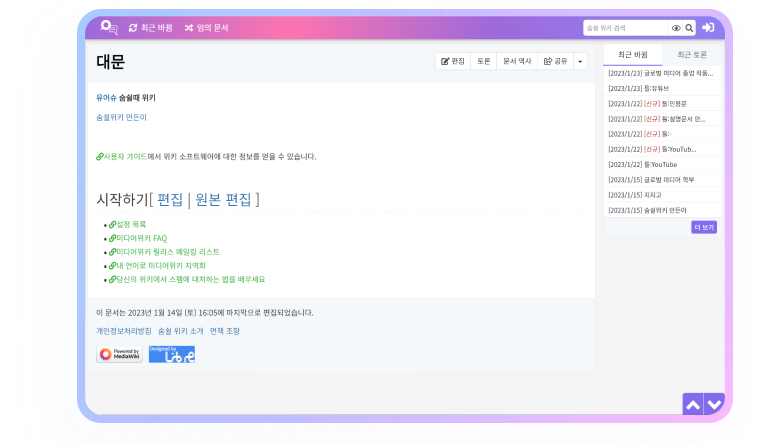 최근 바뀜 임의 문서 숨쉴 위키 검색
대문
편집 토론 문서 역사 공유
유어슈 숨쉴때 위키
숨쉴위키 만든이
사용자 가이드에서 위키 소프트웨어에 대한 정보를 얻을 수 있습니다.
시작하기[ 편집 | 원본 편집 ]
설정 목록
미디어위키 FAQ
미디어위키 릴리스 메일링 리스트
내 언어로 미디어위키 지역화
당신의 위키에서 스팸에 대처하는 법을 배우세요
이 문서는 2023년 1월 14일 (토) 16:05에 마지막으로 편집되었습니다.
개인정보처리방침 숨쉴 위키 소개 면책 조항
Powered by
MediaWiki
Designed by
Libre
최근 바뀜 최근 토론
[2023/1/23] 글로벌 미디어 졸업 작품...
[2023/1/23] 틀:유튜브
[2023/1/22] [신규] 틀:인용문
[2023/1/22] [신규] 틀:설명문서 안...
[2023/1/22] [신규] 틀:-
[2023/1/22] [신규] 틀:YouTub...
[2023/1/22] 틀:YouTube
[2023/1/15] 글로벌 미디어 학부
[2023/1/15] 지지고
[2023/1/15] 숨쉴위키 만든이
더 보기